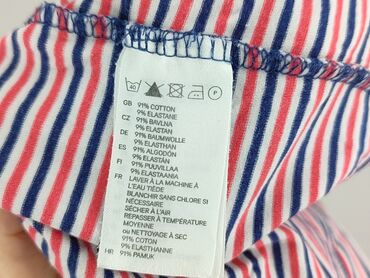 40 P
GB 91% COTTON
9% ELASTANE
CZ 91% BAVLNA
9% ELASTAN
DE 91% BAUMWOLLE
9% ELASTHAN
ES 91% ALGODÓN
9% ELASTÁN
FI 91% PUUVILLAA
9% ELASTAANIA
FR LAVER À LA MACHINE À
L'EAU TIÈDE
BLANCHIR SANS CHLORE SI
NÉCESSAIRE
SÉCHER À L'AIR
REPASSER À TEMPÉRATURE
MOYENNE
ou NETTOYAGE À SEC
91% COTON
9% ELASTHANNE
HR 91% PAMUK